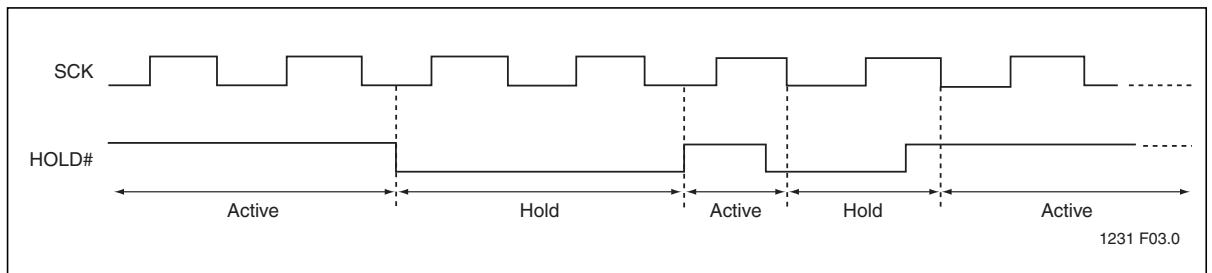 SCK
HOLD#
Active
Hold
Active
Hold
Active
1231 F03.0